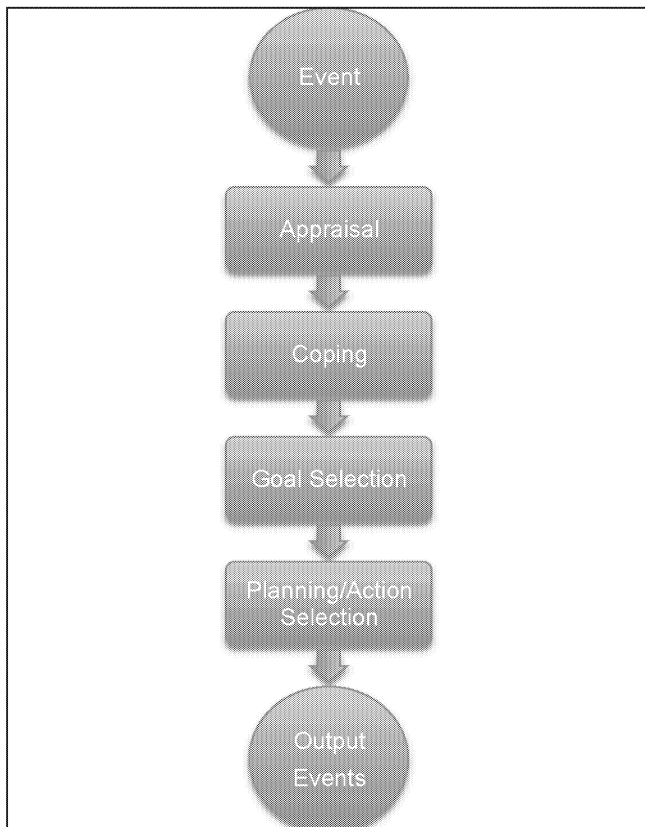 Event
Appraisal
Coping
Goal Selection
Planning/Action
Selection
Output
Events